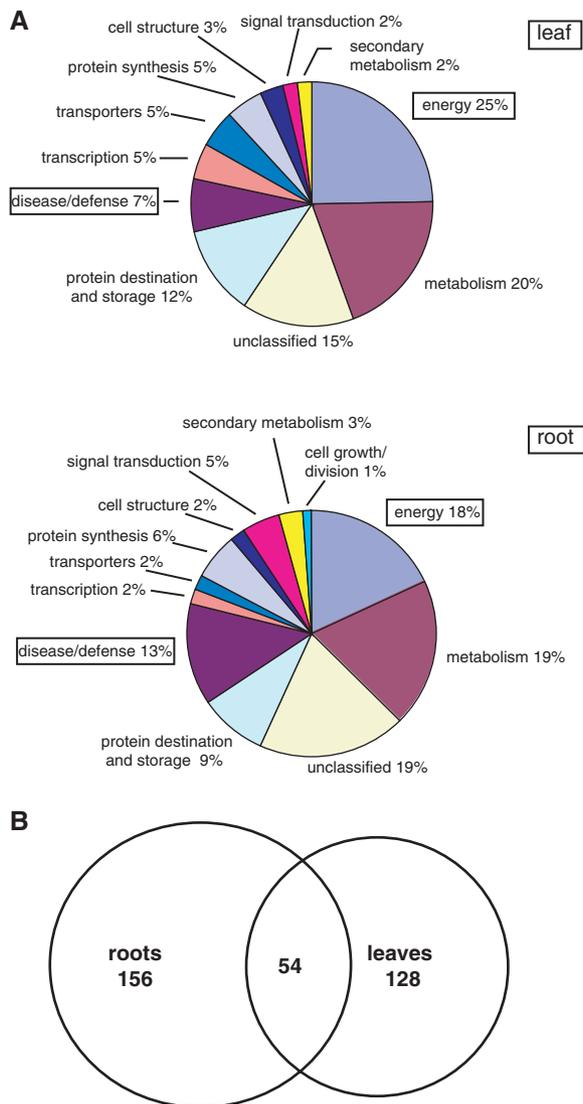 A
leaf
cell structure 3%
signal transduction 2%
secondary
metabolism 2%
protein synthesis 5%
transporters 5%
energy 25%
transcription 5%
disease/defense 7%
protein destination
and storage 12%
metabolism 20%
unclassified 15%
root
secondary metabolism 3%
cell growth/
division 1%
signal transduction 5%
cell structure 2%
energy 18%
protein synthesis 6%
transporters 2%
transcription 2%
disease/defense 13%
metabolism 19%
protein destination
and storage 9%
unclassified 19%
B
roots
156
54
leaves
128